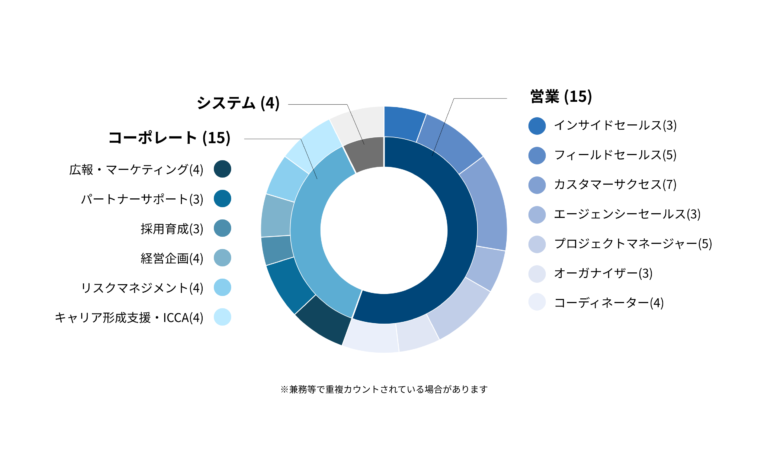 システム (4)
コーポレート (15)
広報・マーケティング(4)
パートナーサポート(3)
採用育成(3)
経営企画(4)
リスクマネジメント(4)
キャリア形成支援・ICCA(4)
営業 (15)
インサイドセールス(3)
フィールドセールス(5)
カスタマーサクセス(7)
エージェンシーセールス(3)
プロジェクトマネージャー(5)
オーガナイザー(3)
コーディネーター(4)
※兼務等で重複カウントされている場合があります